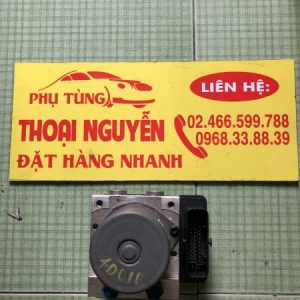 PHỤ TÙNG
THOẠI NGUYỄN
ĐẶT HÀNG NHANH
LIÊN HỆ:
02.466.599.788
0968.33.88.39